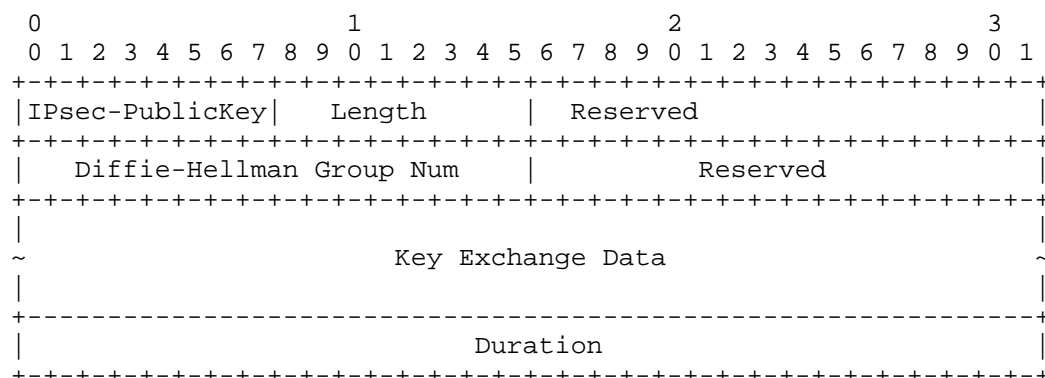 0                   1                   2                   3
 0 1 2 3 4 5 6 7 8 9 0 1 2 3 4 5 6 7 8 9 0 1 2 3 4 5 6 7 8 9 0 1
+-+-+-+-+-+-+-+-+-+-+-+-+-+-+-+-+-+-+-+-+-+-+-+-+-+-+-+-+-+-+-+-+
|IPsec-PublicKey|   Length      |  Reserved                     |
+-+-+-+-+-+-+-+-+-+-+-+-+-+-+-+-+-+-+-+-+-+-+-+-+-+-+-+-+-+-+-+-+
|   Diffie-Hellman Group Num    |          Reserved             |
+-+-+-+-+-+-+-+-+-+-+-+-+-+-+-+-+-+-+-+-+-+-+-+-+-+-+-+-+-+-+-+-+
|                                                               |
~                       Key Exchange Data                       ~
|                                                               |
+---------------------------------------------------------------+
|                            Duration                           |
+-+-+-+-+-+-+-+-+-+-+-+-+-+-+-+-+-+-+-+-+-+-+-+-+-+-+-+-+-+-+-+-+